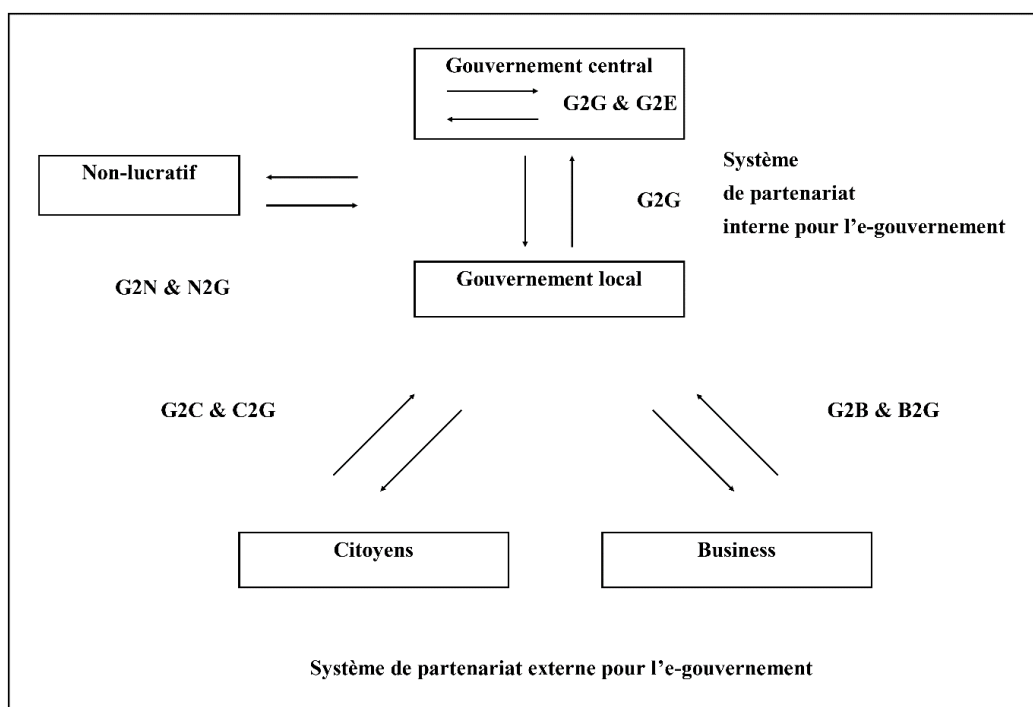 Gouvernement central
G2G & G2E
Non-lucratif
Système
de partenariat
interne pour l’e-gouvernement
G2G
Gouvernement local
G2N & N2G
G2C & C2G
G2B & B2G
Citoyens
Business
Système de partenariat externe pour l’e-gouvernement